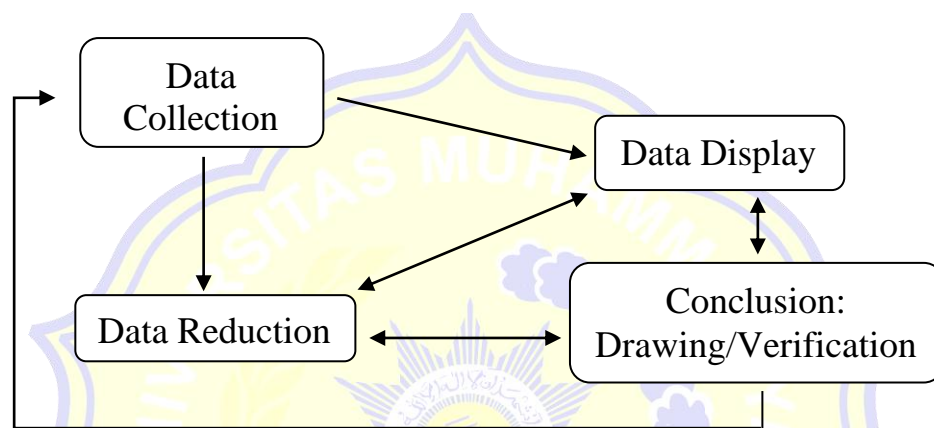 Data
Collection
Data Display
Data Reduction
Conclusion:
Drawing/Verification